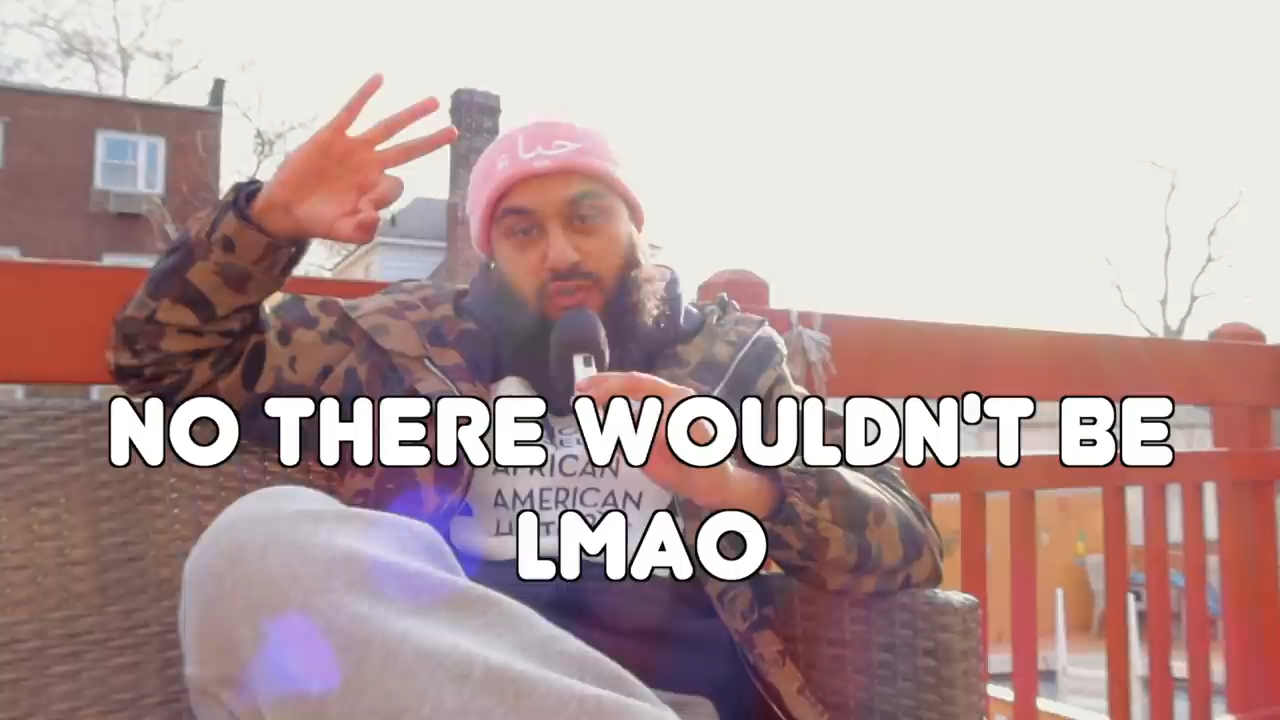 حياء
NO THERE WOULDN'T BE
AFRICAN
AMERICAN
LMAO